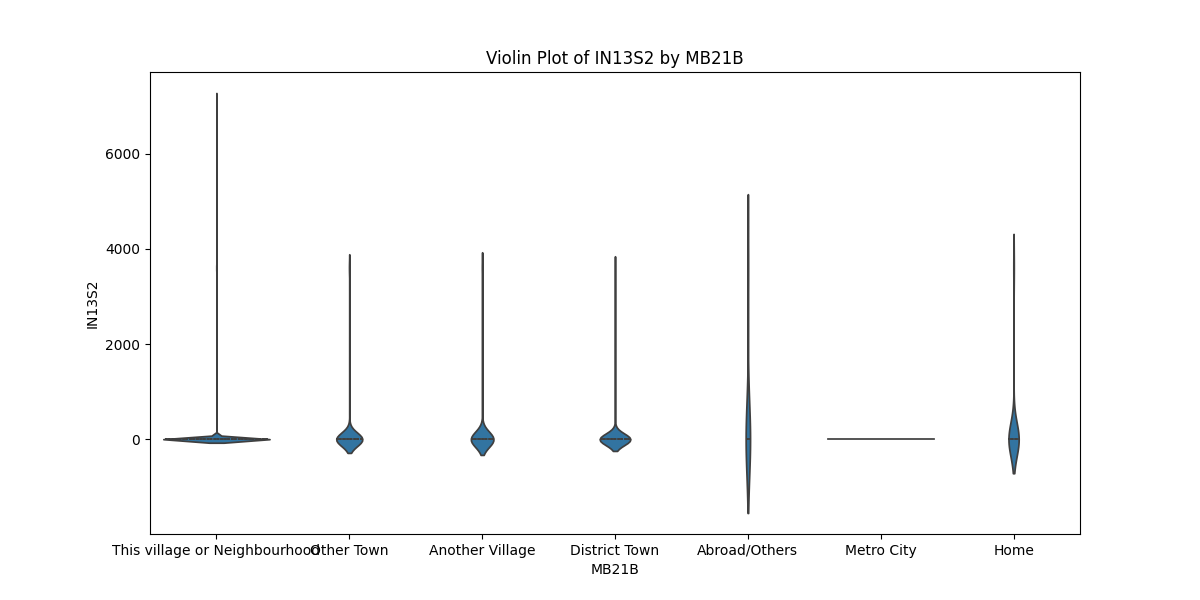 Violin Plot of IN13S2 by MB21B
6000
4000
2000
0
IN13S2
This village or Neighbourhood Other Town Another Village District Town Abroad/Others Metro City Home
MB21B